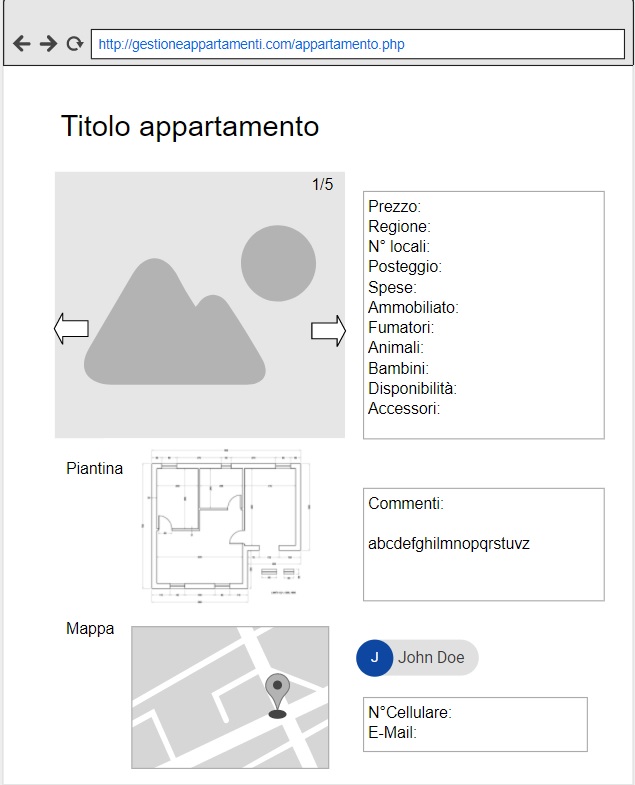 http://gestioneappartamenti.com/appartamento.php
Titolo appartamento
1/5
Prezzo:
Regione:
N° locali:
Posteggio:
Spese:
Ammobiliato:
Fumatori:
Animali:
Bambini:
Disponibilità:
Accessori:
Piantina
Commenti:
abcdefghilmnopqrstuvz
Mappa
J John Doe
N°Cellulare:
E-Mail: